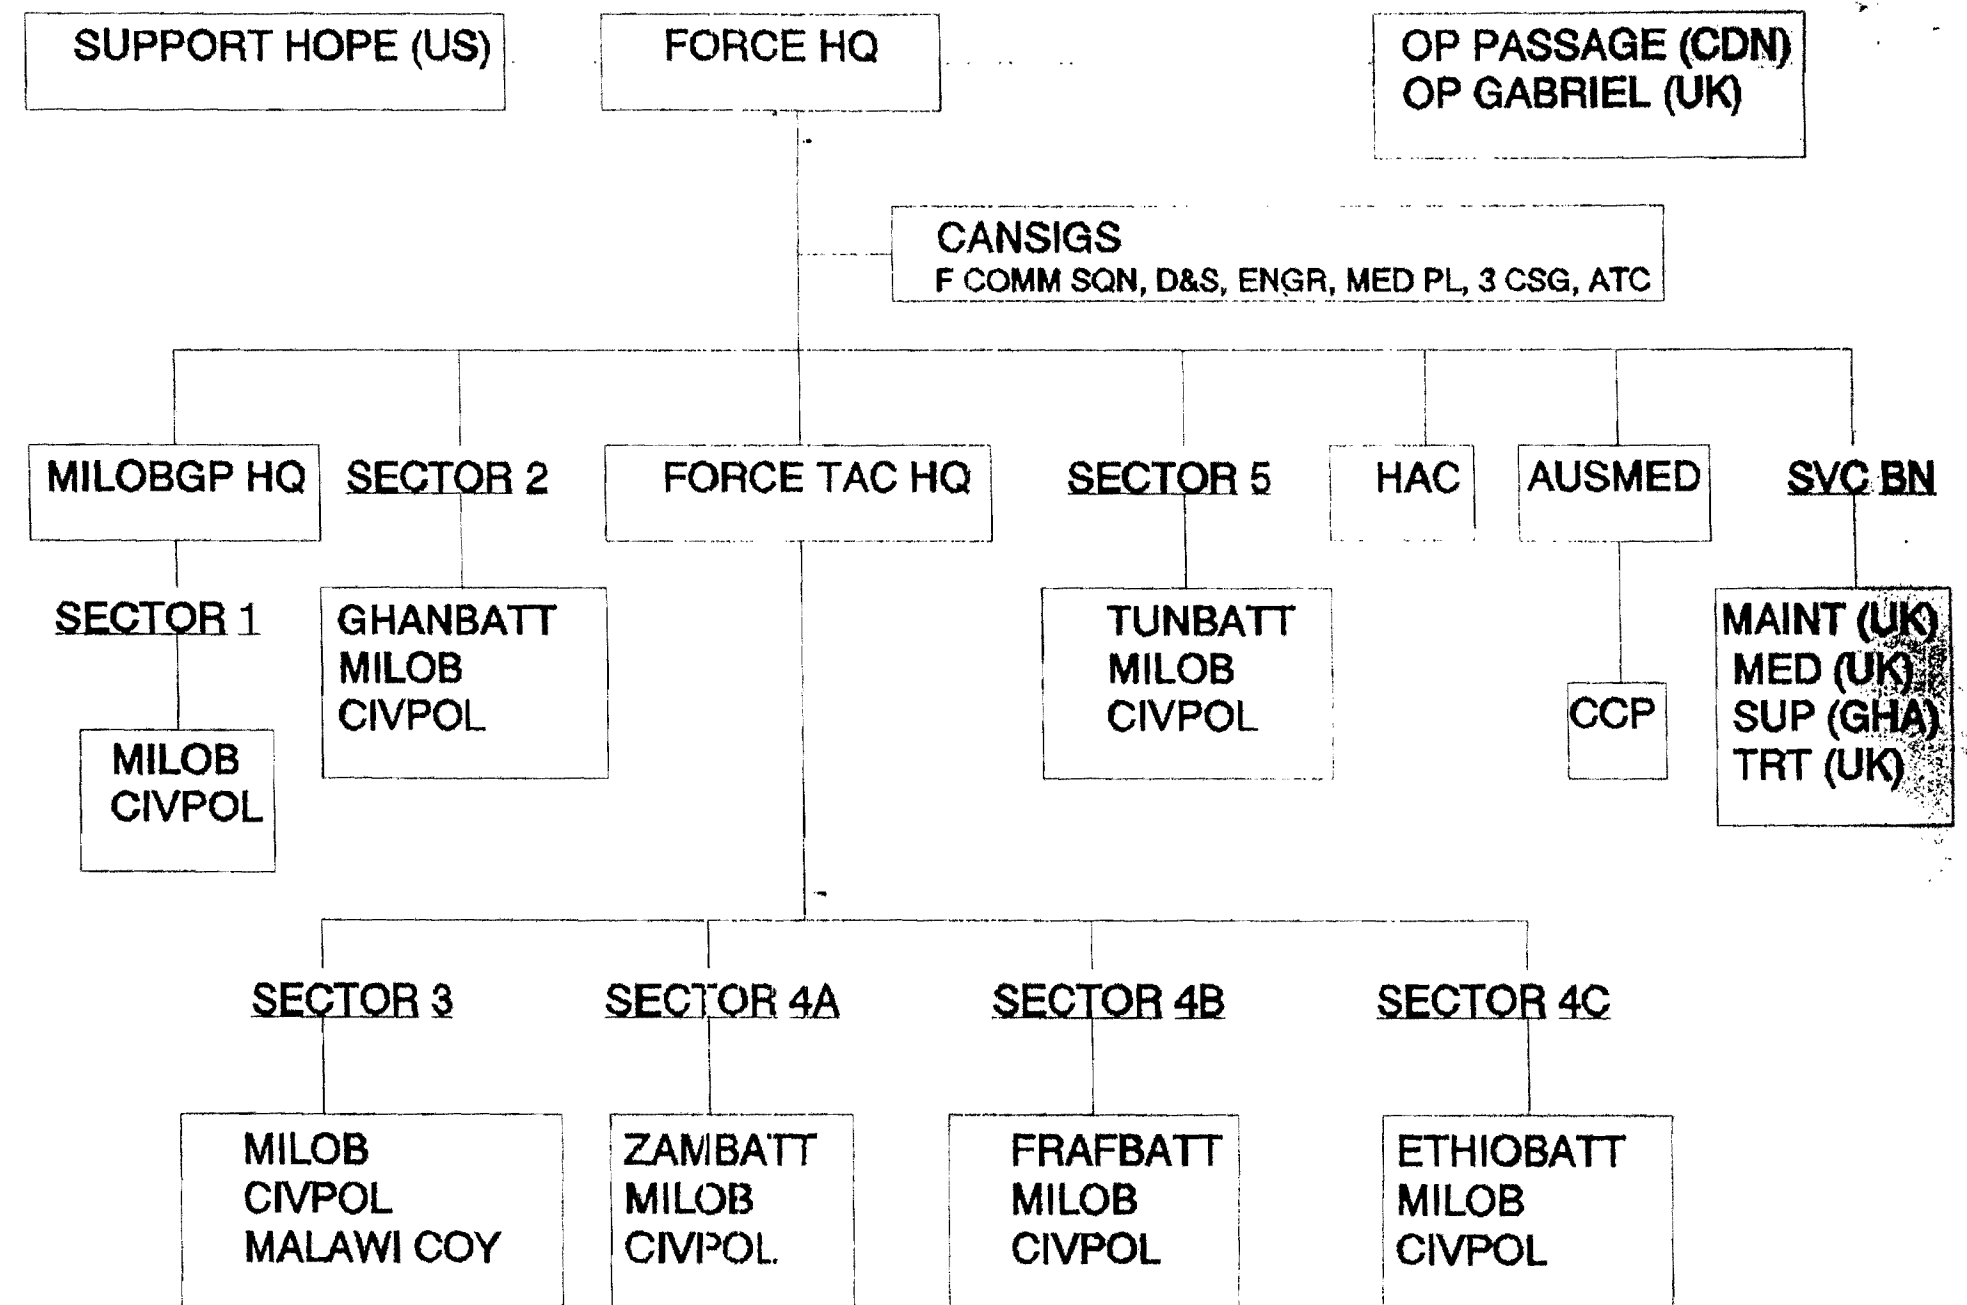 SUPPORT HOPE (US)
FORCE HQ
OP PASSAGE (CDN)
OP GABRIEL (UK)
CANSIGS
F COMM SQN, D&S, ENGR, MED PL, 3 CSG, ATC
MILOBGP HQ
SECTOR 2
FORCE TAC HQ
SECTOR 5
HAC
AUSMED
SVC BN
SECTOR 1
GHANBATT
MILOB
CIVPOL
TUNBATT
MILOB
CIVPOL
CCP
MAINT (UK)
MED (UK)
SUP (GHA)
TRT (UK)
MILOB
CIVPOL
SECTOR 3
SECTOR 4A
SECTOR 4B
SECTOR 4C
MILOB
CIVPOL
MALAWI COY
ZAMBATT
MILOB
CIVPOL
FRAFBATT
MILOB
CIVPOL
ETHIOBATT
MILOB
CIVPOL